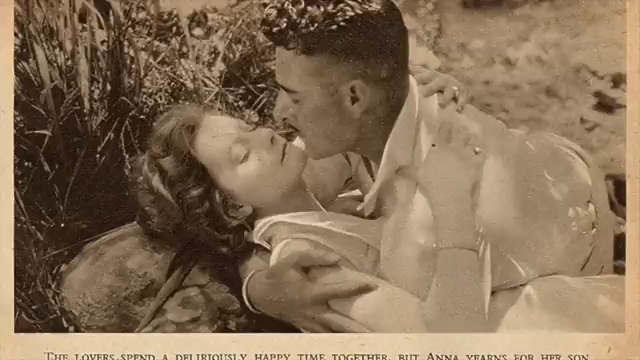 THE LOVERS SPEND A DELIRIOUSLY HAPPY TIME TOGETHER, BUT ANNA YEARNS FOR HER SON